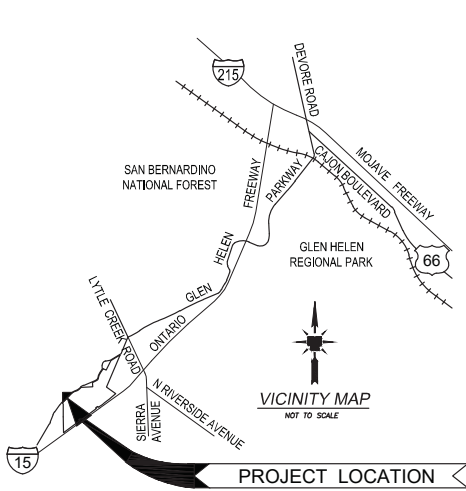 215
DEVORE ROAD
SAN BERNARDINO
NATIONAL FOREST
FREEWAY
PARKWAY
CAJON BOULEVARD
MOJAVE FREEWAY
HELEN
GLEN HELEN
REGIONAL PARK
66
GLEN
LYTLE CREEK ROAD
ONTARIO
VICINITY MAP
NOT TO SCALE
N RIVERSIDE AVENUE
SIERRA
AVENUE
15
PROJECT LOCATION